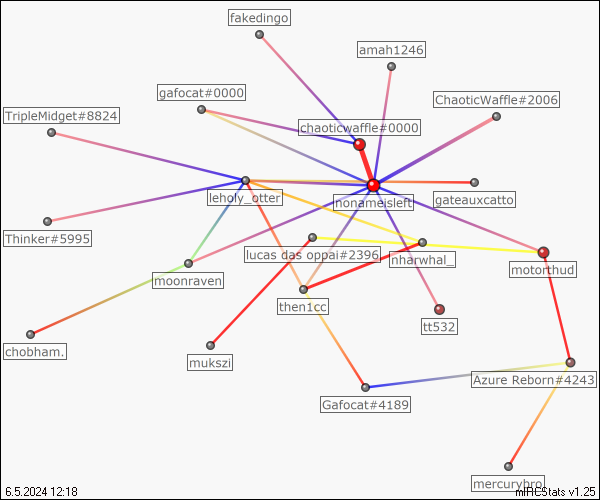 fakedingo
amah1246
gafocat#0000
ChaoticWaffle#2006
TripleMidget#8824
chaoticwaffle#0000
leholy_otter
nonameisleft
gateauxcatto
Thinker#5995
lucas das oppai#2396
nharwhal_
motorthud
moonraven
then1cc
tt532
chobham.
mukszi
Azure Reborn#4243
Gafocat#4189
mercurybro
6.5.2024 12:18
mIRCStats v1.25